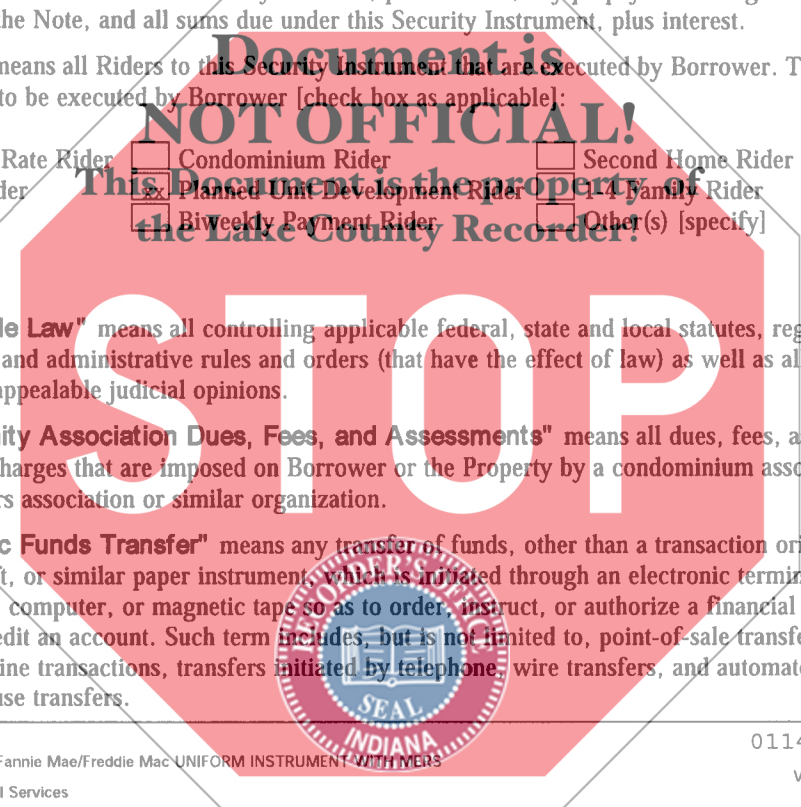 the Note, and all sums due under this Security Instrument, plus interest.
Document is
means all Riders to this Security Instrument that are executed by Borrower. T
to be executed by Borrower [check box as applicable]:
NOT OFFICIAL!
Rate Rider Condominium Rider Second Home Rider
This Document is the property of
der xx Planned Unit Development Rider 1-4 Family Rider
Biweekly Payment Rider Other(s) [specify]
the Lake County Recorder!
STOP
le Law" means all controlling applicable federal, state and local statutes, reg
and administrative rules and orders (that have the effect of law) as well as al
appealable judicial opinions.
ity Association Dues, Fees, and Assessments" means all dues, fees, as
harges that are imposed on Borrower or the Property by a condominium asso
rs association or similar organization.
c Funds Transfer" means any transfer of funds, other than a transaction ori
t, or similar paper instrument, which is initiated through an electronic termin
computer, or magnetic tape so as to order, instruct, or authorize a financial
edit an account. Such term includes, but is not limited to, point-of-sale transfe
ine transactions, transfers initiated by telephone, wire transfers, and automate
use transfers.
RECORDER'S OFFICE
SEAL
INDIANA
0114
Fannie Mae/Freddie Mac UNIFORM INSTRUMENT WITH MERS
l Services